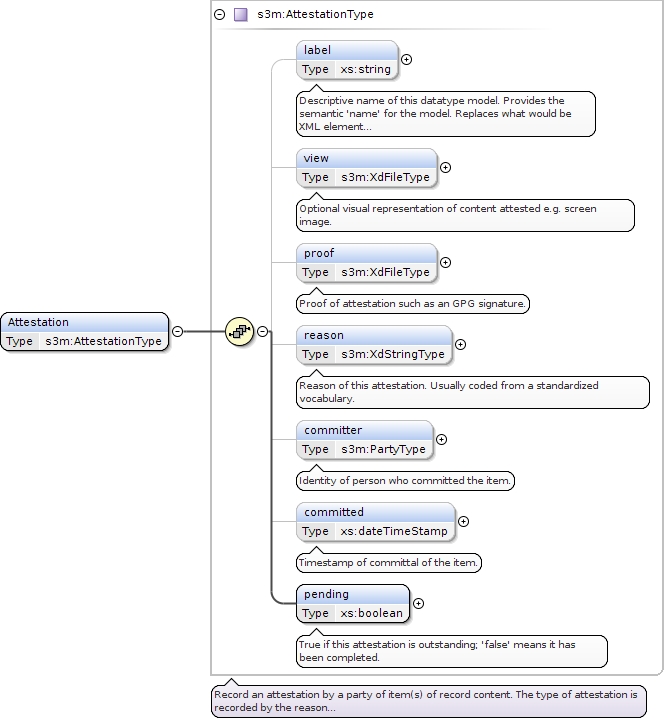 s3m:AttestationType
label
Type xs:string
Descriptive name of this datatype model. Provides the
semantic 'name' for the model. Replaces what would be
XML element...
view
Type s3m:XdFileType
Optional visual representation of content attested e.g. screen
image.
proof
Type s3m:XdFileType
Proof of attestation such as an GPG signature.
Attestation
Type s3m:AttestationType
reason
Type s3m:XdStringType
Reason of this attestation. Usually coded from a standardized
vocabulary.
committer
Type s3m:PartyType
Identity of person who committed the item.
committed
Type xs:dateTimeStamp
Timestamp of committal of the item.
pending
Type xs:boolean
True if this attestation is outstanding; 'false' means it has
been completed.
Record an attestation by a party of item(s) of record content. The type of attestation is
recorded by the reason...